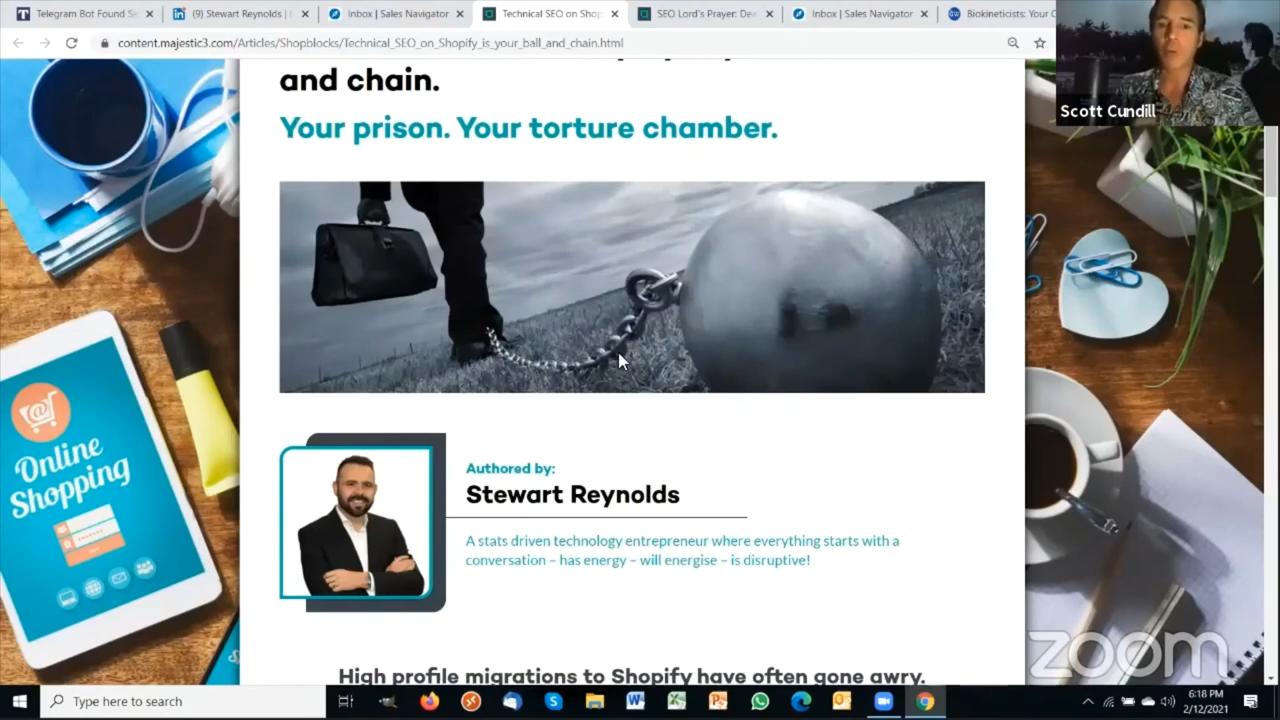 Telegram Bot Found Se
(9) Stewart Reynolds | L
Inbox | Sales Navigator
Technical SEO on Shop
SEO Lord's Prayer: De
Inbox | Sales Navigator
Biokineticists: Your C
content.majestic3.com/Articles/Shopblocks/Technical_SEO_on_Shopify_is_your_ball_and_chain.html
Scott Cundill
and chain.
Your prison. Your torture chamber.
@
Online
Shopping
Authored by:
Stewart Reynolds
A stats driven technology entrepreneur where everything starts with a
conversation – has energy – will energise – is disruptive!
High profile migrations to Shopify have often gone awry.
zoom
Type here to search
6:18 PM
2/12/2021